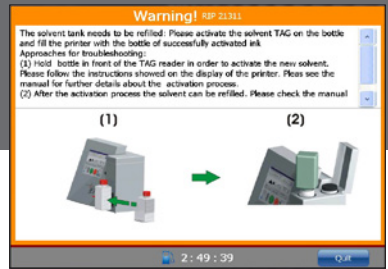 Warning! RIP 21311
The solvent tank needs to be refilled: Please activate the solvent TAG on the bottle
and fill the printer with the bottle of successfully activated ink
Approaches for troubleshooting:
(1) Hold bottle in front of the TAG reader in order to activate the new solvent.
Please follow the instructions showed on the display of the printer. Pleas see the
manual for further details about the activation process.
(2) After the activation process the solvent can be refilled. Please check the manual
(1) (2)
2 : 49 : 39
Quit